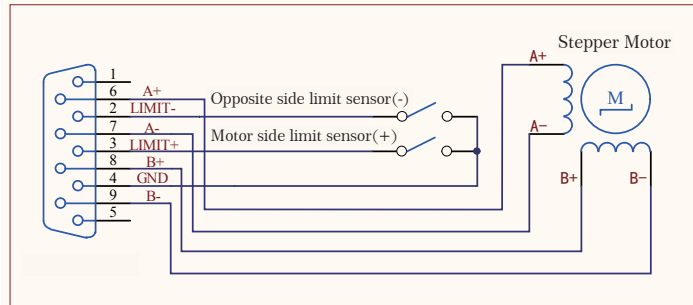 Stepper Motor
A+
1
6 A+
2 LIMIT-
Opposite side limit sensor(-)
M
7 A-
A−
3 LIMIT+
Motor side limit sensor(+)
8 B+
4 GND
B+ B−
9 B-
5